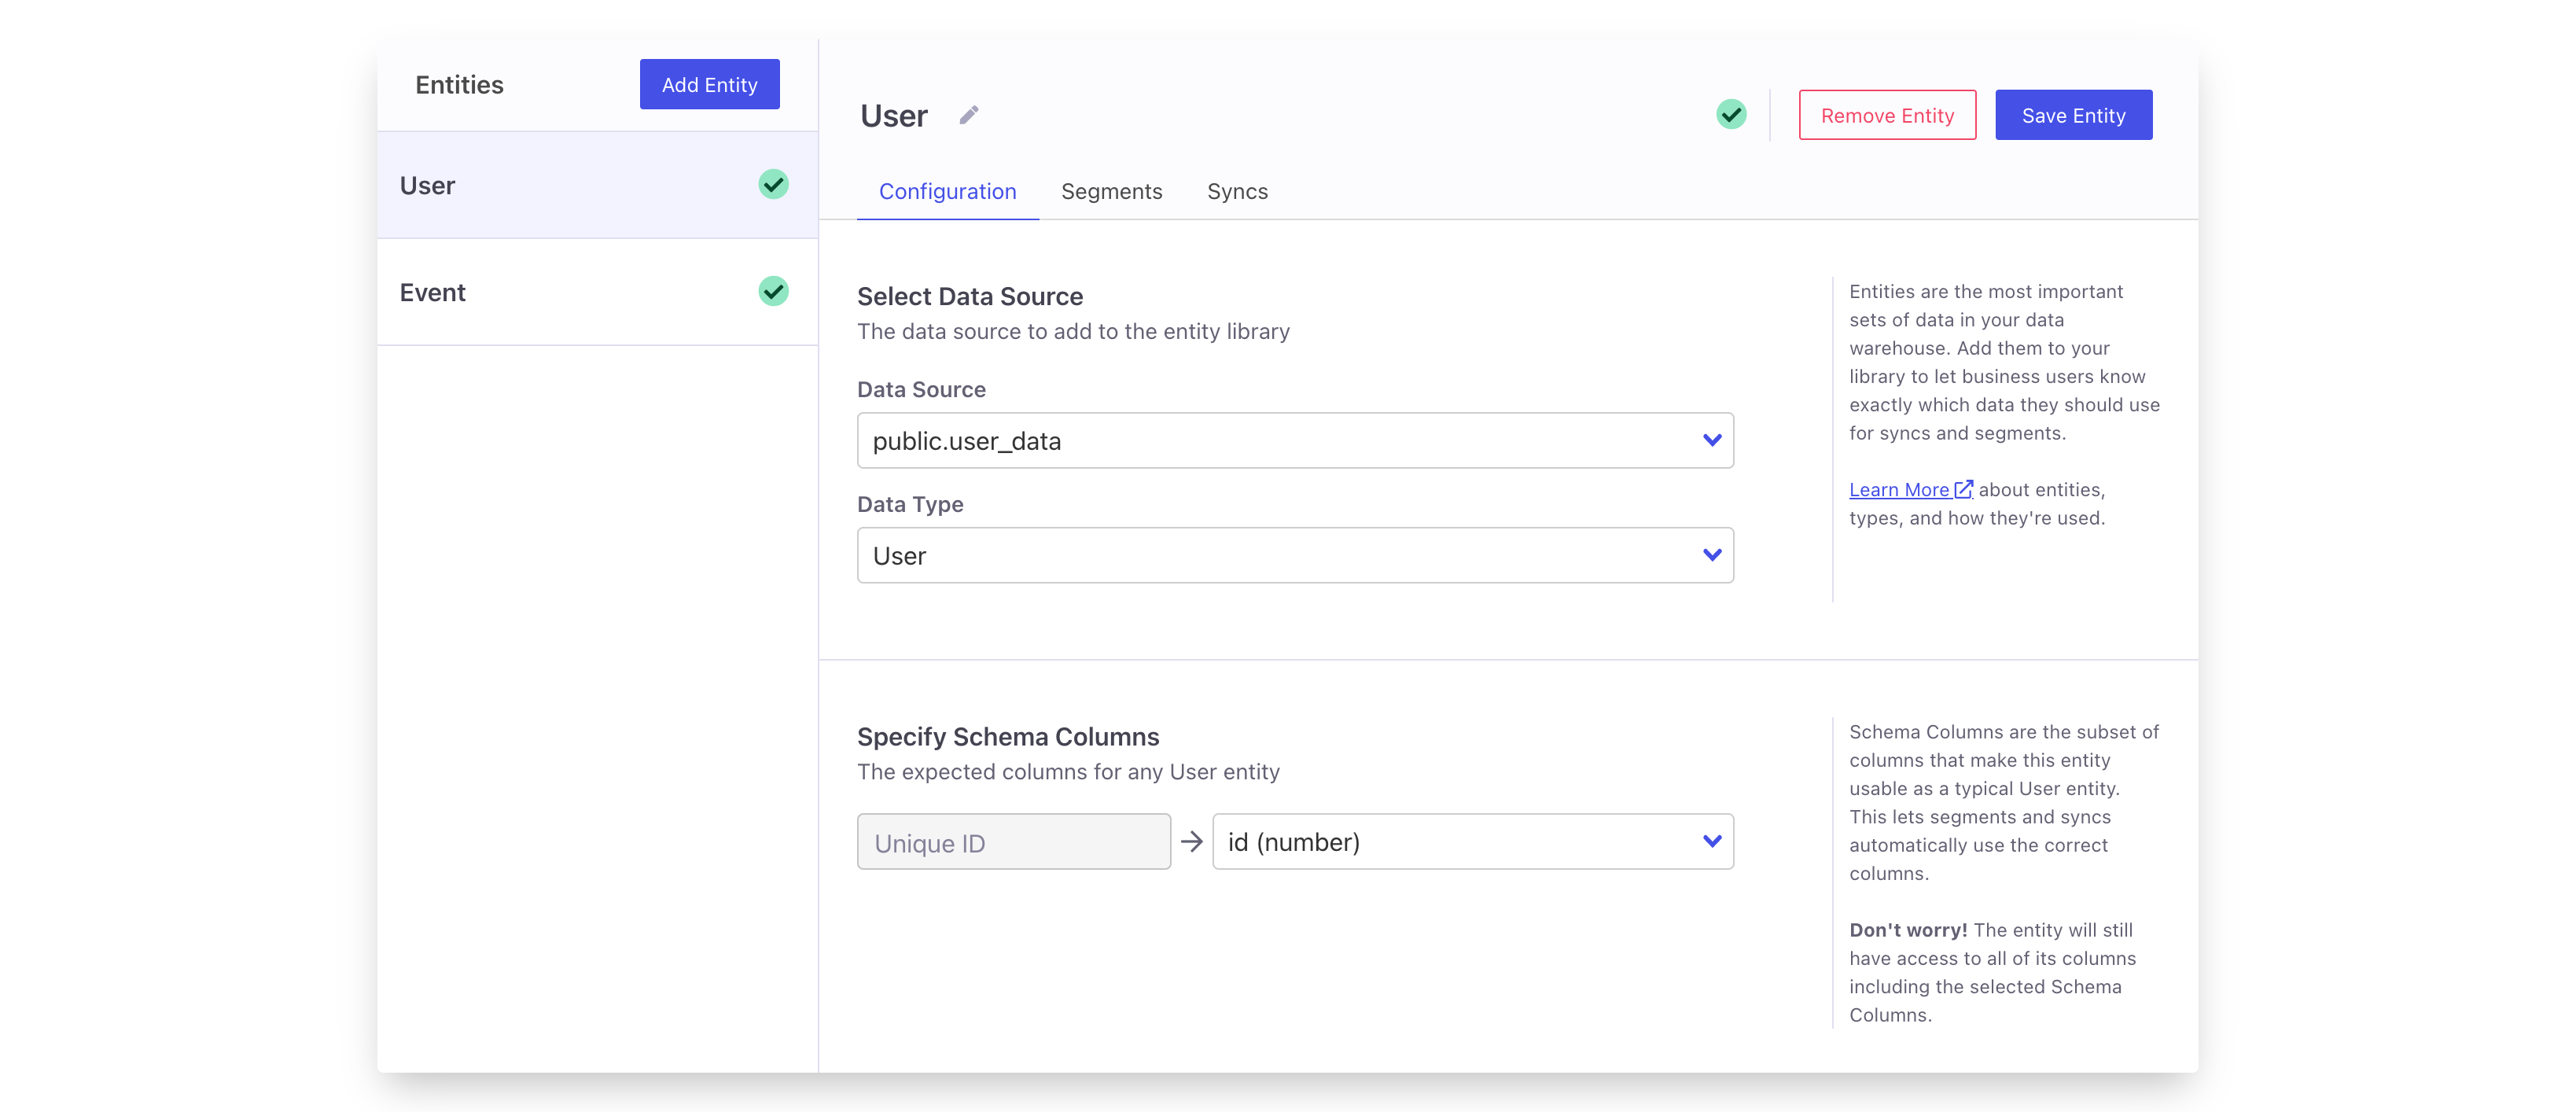 Entities
Add Entity
User
Event
User
Remove Entity
Save Entity
Configuration
Segments
Syncs
Select Data Source
The data source to add to the entity library
Data Source
public.user_data
Data Type
User
Entities are the most important
sets of data in your data
warehouse. Add them to your
library to let business users know
exactly which data they should use
for syncs and segments.
Learn More about entities,
types, and how they're used.
Specify Schema Columns
The expected columns for any User entity
Unique ID
id (number)
Schema Columns are the subset of
columns that make this entity
usable as a typical User entity.
This lets segments and syncs
automatically use the correct
columns.
Don't worry! The entity will still
have access to all of its columns
including the selected Schema
Columns.